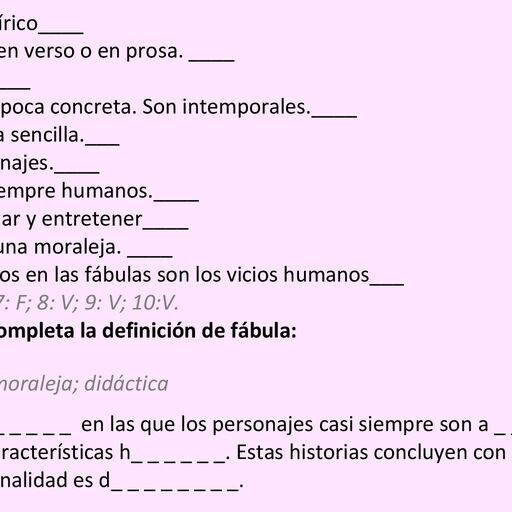 írico____
en verso o en prosa. ____
___
poca concreta. Son intemporales.____
a sencilla.___
najes.____
empre humanos.____
ar y entretener____
una moraleja. ____
os en las fábulas son los vicios humanos___
7: F; 8: V; 9: V; 10:V.
ompleta la definición de fábula:
moraleja; didáctica
_ _ _ _ _ en las que los personajes casi siempre son a _
racterísticas h_ _ _ _ _ _. Estas historias concluyen con
nalidad es d_ _ _ _ _ _ _ _.